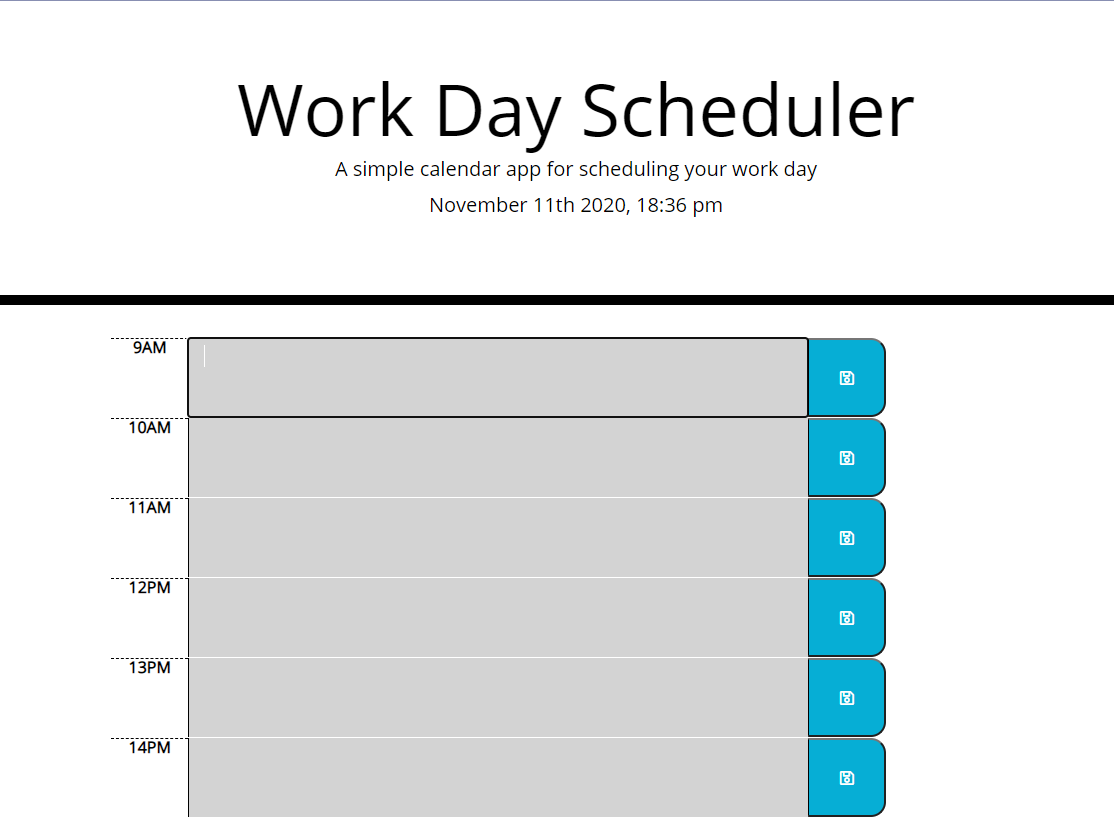 Work Day Scheduler
A simple calendar app for scheduling your work day
November 11th 2020, 18:36 pm
9AM
10AM
11AM
12PM
13PM
14PM